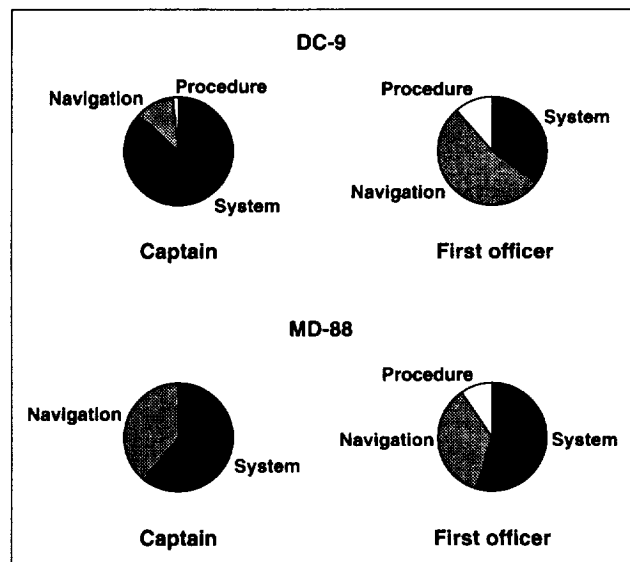 DC-9
Navigation
Procedure
System
Captain
Procedure
System
Navigation
First officer
MD-88
Navigation
System
Captain
Procedure
Navigation
System
First officer